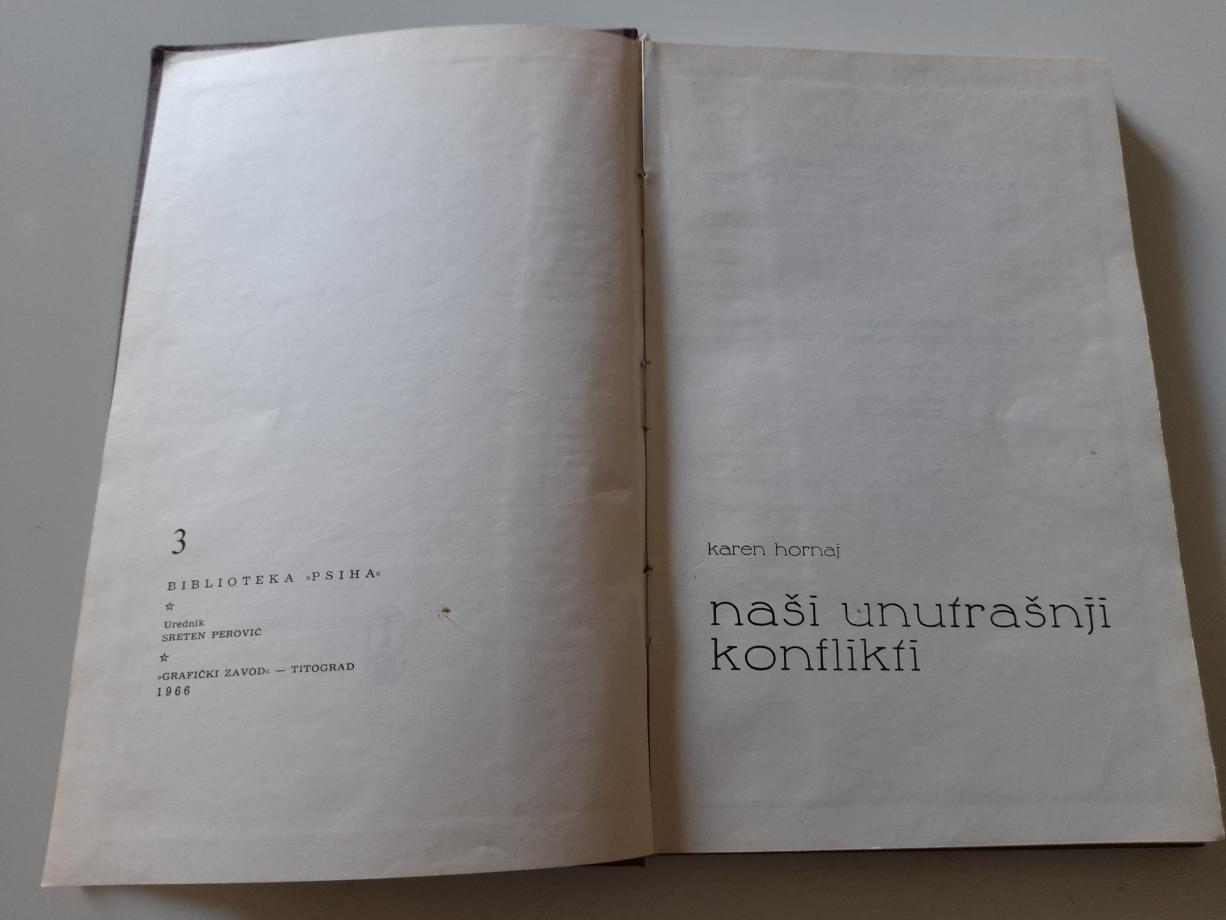 3
BIBLIOTEKA »PSIHA«
☆
Urednik
SRETEN PEROVIĆ
☆
»GRAFIČKI ZAVOD« — TITOGRAD
1966
karen hornaj
naši unutrašnji
konflikti